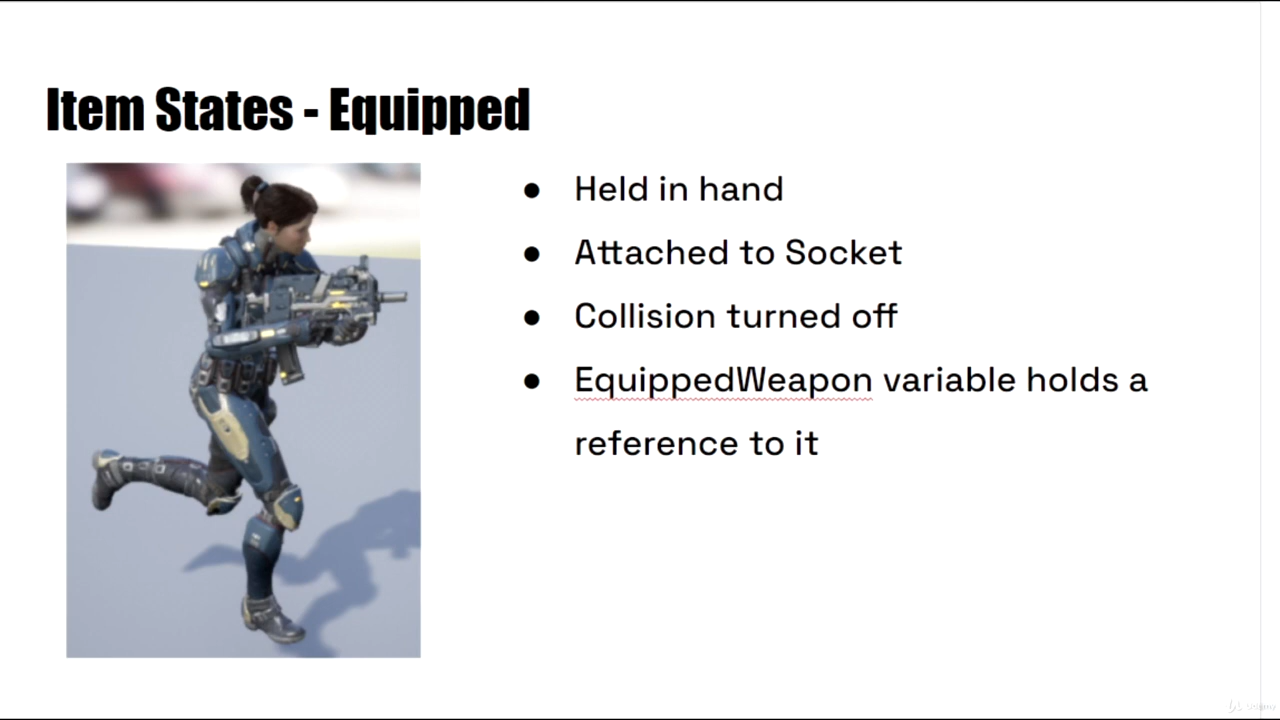 Item States - Equipped
● Held in hand
● Attached to Socket
● Collision turned off
● EquippedWeapon variable holds a
reference to it